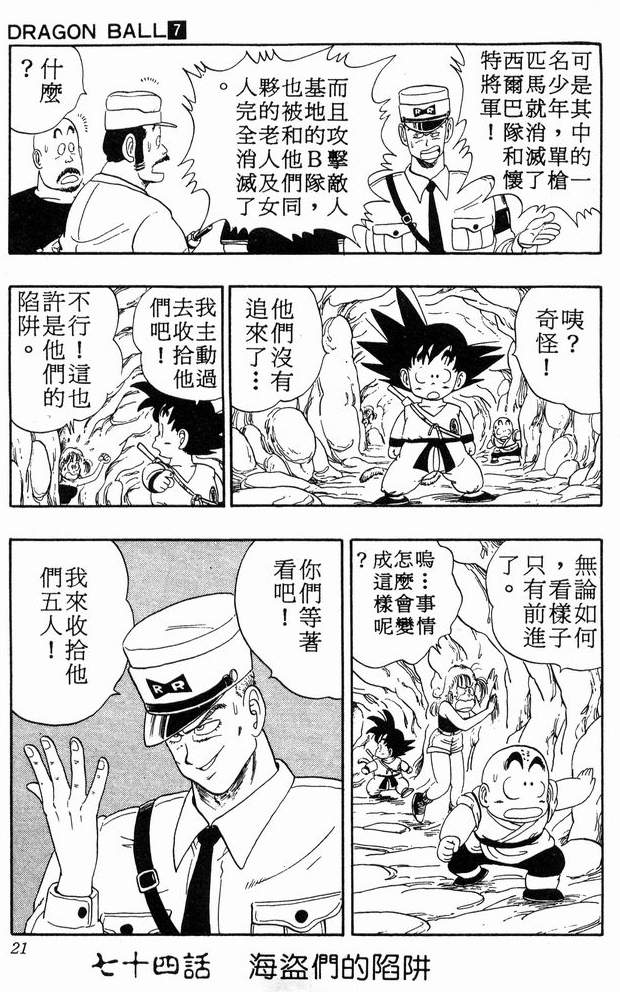 DRAGON BALL 7
可是其中的一
名少年，單槍
匹馬就消滅了
西爾巴隊和懷
特將軍！
而且攻擊敵人
基地的B隊，
也被和他們同
夥的老人及女
人完全消滅了
。
什麼
？
咦？
奇怪！
他們沒有
追來了…
我主動過
去收拾他
們吧！
不行！這也
許是他們的
陷阱。
無論如何
，看樣子
只有前進
了。
嗚…事情
怎麼會變
成這樣呢
？
你們等著
看吧！
我來收拾他
們五人！
RR
21
七十四話 海盜們的陷阱